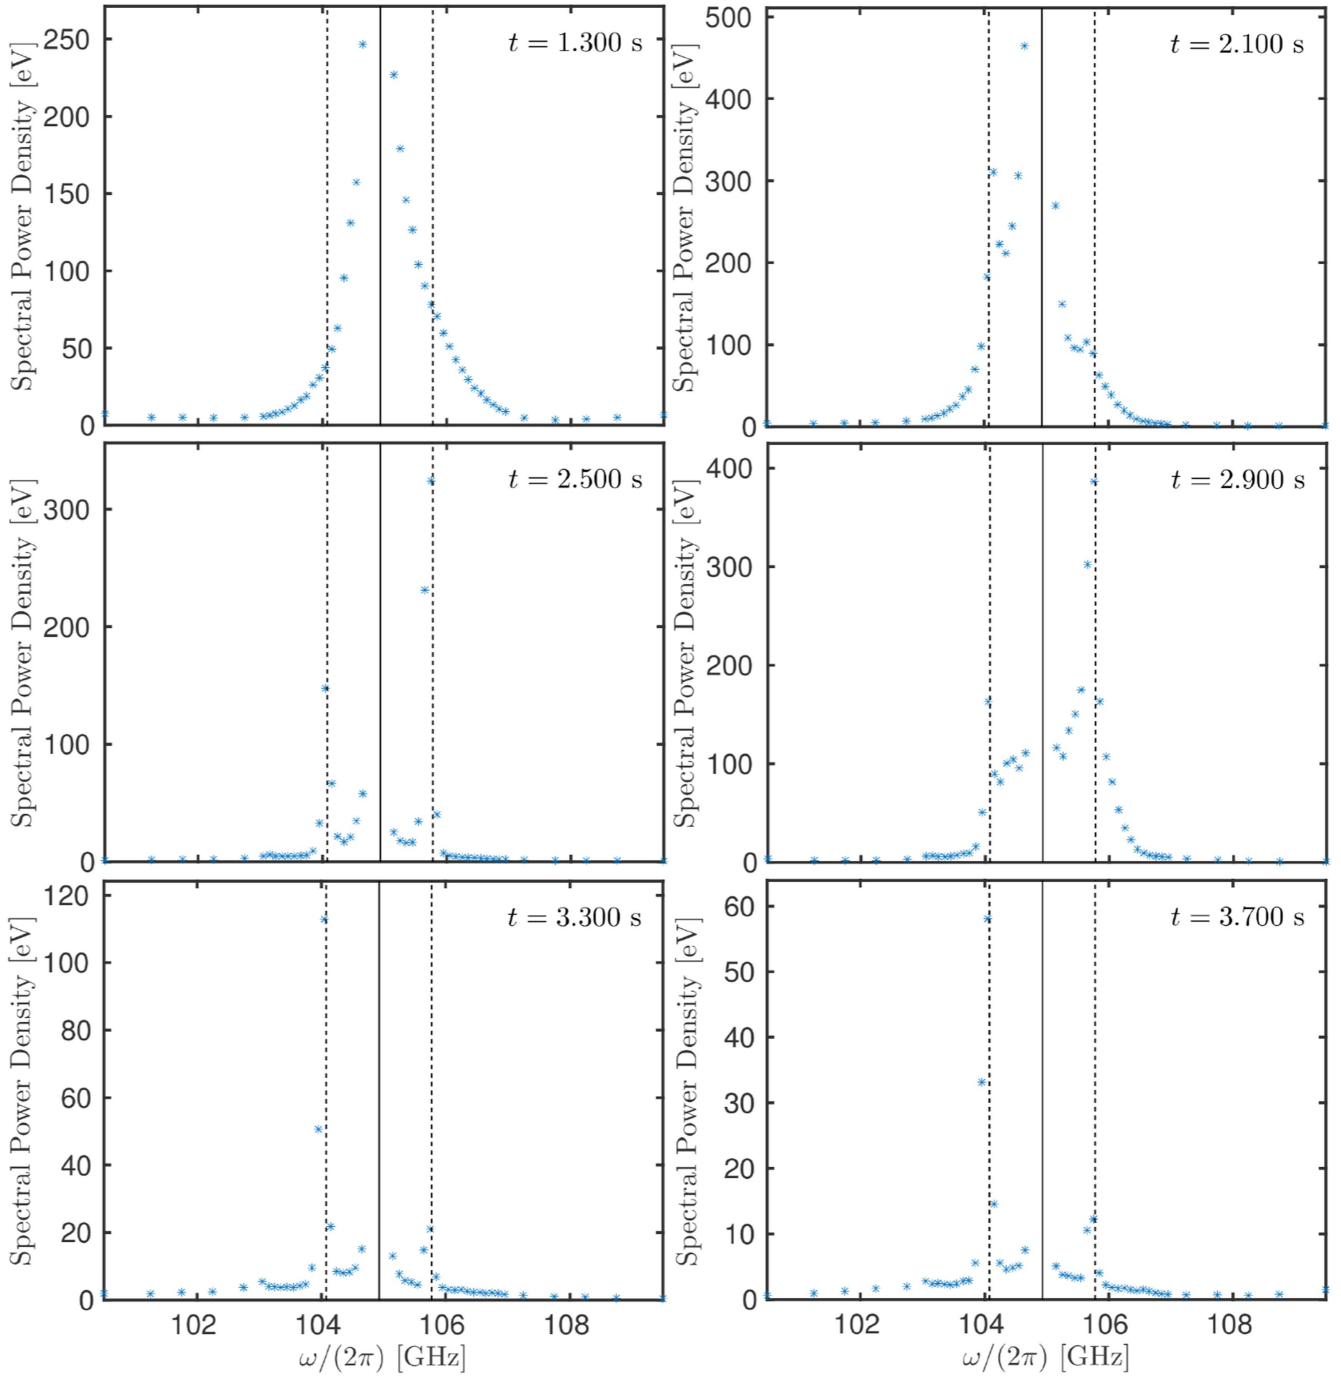 t = 1.300 s
Spectral Power Density [eV]
250
200
150
100
50
0
t = 2.100 s
Spectral Power Density [eV]
500
400
300
200
100
0
t = 2.500 s
Spectral Power Density [eV]
300
200
100
0
t = 2.900 s
Spectral Power Density [eV]
400
300
200
100
0
t = 3.300 s
Spectral Power Density [eV]
120
100
80
60
40
20
0
102 104 106 108
ω/(2π) [GHz]
t = 3.700 s
Spectral Power Density [eV]
60
50
40
30
20
10
0
102 104 106 108
ω/(2π) [GHz]